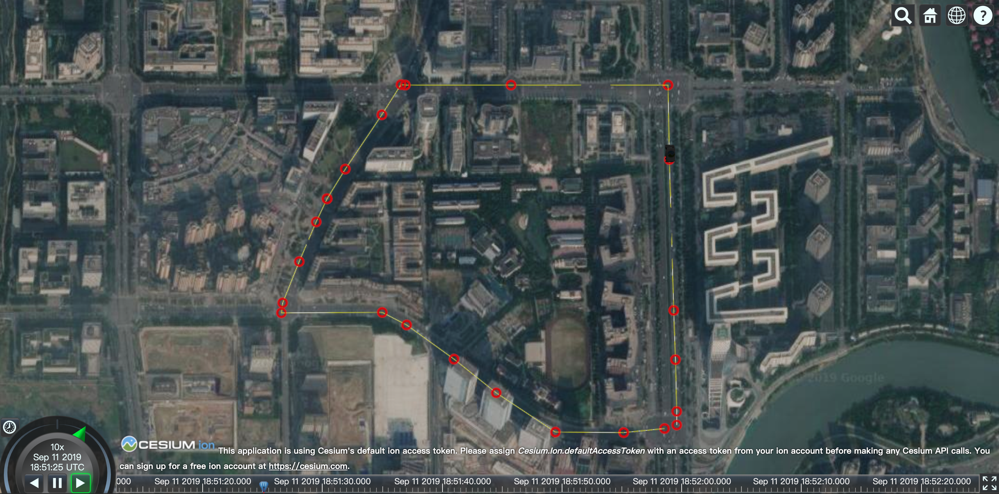 ?
2019 Google
10x
Sep 11 2019
18:51:25 UTC
CESIUM ion This application is using Cesium's default ion access token. Please assign Cesium.Ion.defaultAccessToken with an access token from your ion account before making any Cesium API calls. You
can sign up for a free ion account at https://cesium.com.
000 Sep 11 2019 18:51:20.000 Sep 11 2019 18:51:30.000 Sep 11 2019 18:51:40.000 Sep 11 2019 18:51:50.000 Sep 11 2019 18:52:00.000 Sep 11 2019 18:52:10.000 Sep 11 2019 18:52:20.000